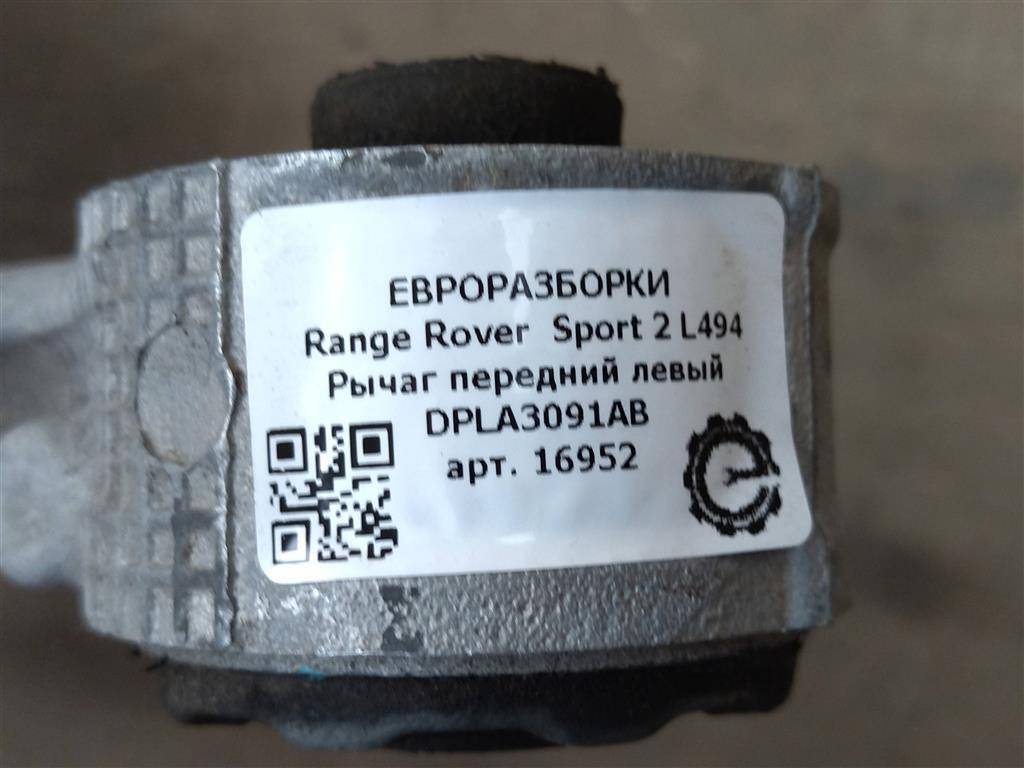 ЕВРОРАЗБОРКИ
Range Rover Sport 2 L494
Рычаг передний левый
DPLA3091AB
арт. 16952